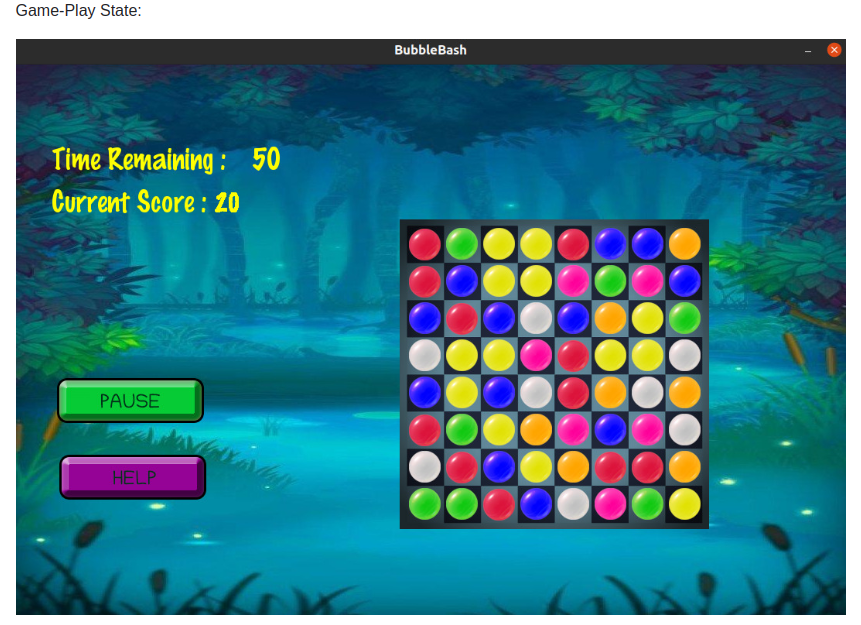 Game-Play State:
BubbleBash
Time Remaining : 50
Current Score : 20
PAUSE
HELP